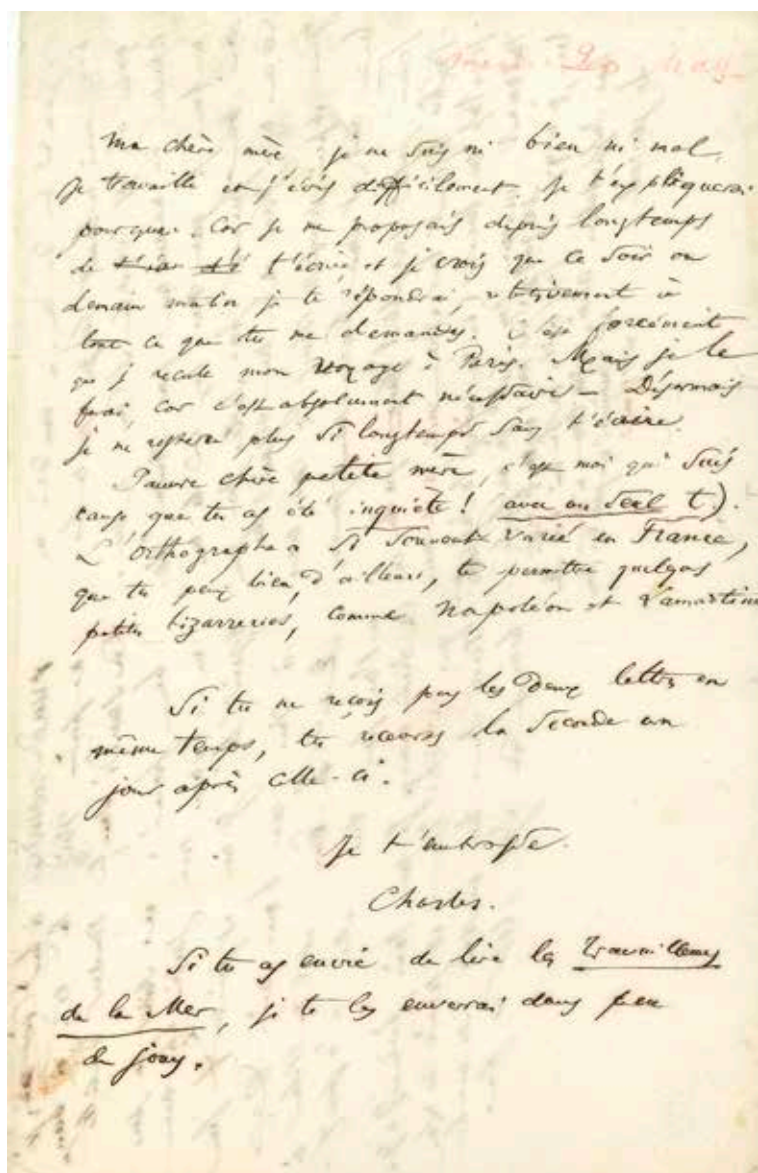 Ma chère mère, je ne suis ni bien ni mal.
Je travaille et j'écris difficilement. Je t'expliquerai
pourquoi. Car je me proposais depuis longtemps
de t'écrire et je crois que ce soir ou
demain matin je te répondrai, relativement à
tout ce que tu me demandes. C'est forcément
que j recule mon voyage à Paris. Mais je le
ferai, car c'est absolument nécessaire — Désormais
je ne resterai plus si longtemps sans t'écrire.
Pauvre chère petite mère, c'est moi qui suis
cause que tu as été inquiète! (avec un seul t).
L'orthographe a si souvent varié en France,
que tu peux bien, d'ailleurs, te permettre quelques
petites bizarreries, comme Napoléon et Lamartine
Si tu ne reçois pas les deux lettres en
même temps, tu recevras la seconde un
jour après celle-ci.
Je t'embrasse.
Charles.
Si tu as envie de lire les Travailleurs
de la Mer, je te les enverrai dans peu
de jours.